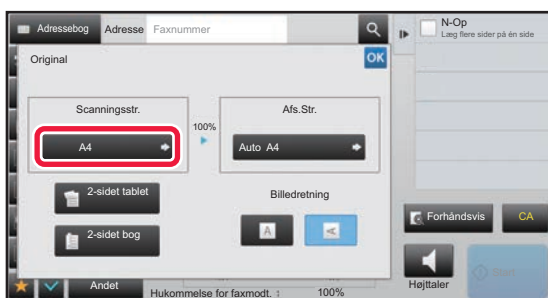 Adressebog Adresse Faxnummer
N-Op
Læg flere sider på én side
Original
OK
Scanningsstr.
Afs.Str.
100%
A4
Auto A4
2-sidet tablet
Billedretning
2-sidet bog
A
A
Forhåndsvis
CA
Start
Andet
Hukommelse for faxmodt. : 100%
Højttaler